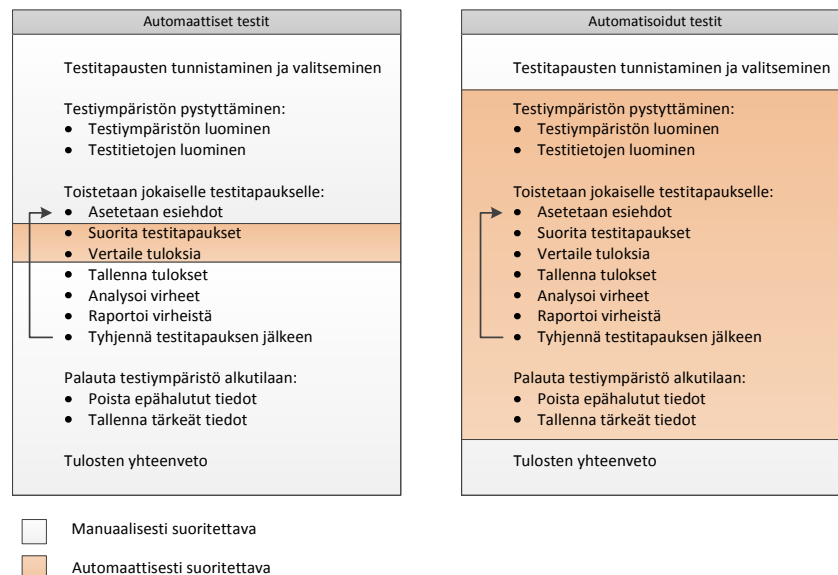 Automaattiset testit
Testitapausten tunnistaminen ja valitseminen
Testiympäristön pystyttäminen:
• Testiympäristön luominen
• Testitietojen luominen
Toistetaan jokaiselle testitapaukselle:
• Asetetaan esiehdot
• Suorita testitapaukset
• Vertaile tuloksia
• Tallenna tulokset
• Analysoi virheet
• Raportoi virheistä
• Tyhjennä testitapauksen jälkeen
Palauta testiympäristö alkutilaan:
• Poista epähalutut tiedot
• Tallenna tärkeät tiedot
Tulosten yhteenveto
Automatisoidut testit
Testitapausten tunnistaminen ja valitseminen
Testiympäristön pystyttäminen:
• Testiympäristön luominen
• Testitietojen luominen
Toistetaan jokaiselle testitapaukselle:
• Asetetaan esiehdot
• Suorita testitapaukset
• Vertaile tuloksia
• Tallenna tulokset
• Analysoi virheet
• Raportoi virheistä
• Tyhjennä testitapauksen jälkeen
Palauta testiympäristö alkutilaan:
• Poista epähalutut tiedot
• Tallenna tärkeät tiedot
Tulosten yhteenveto
Manuaalisesti suoritettava
Automaattisesti suoritettava